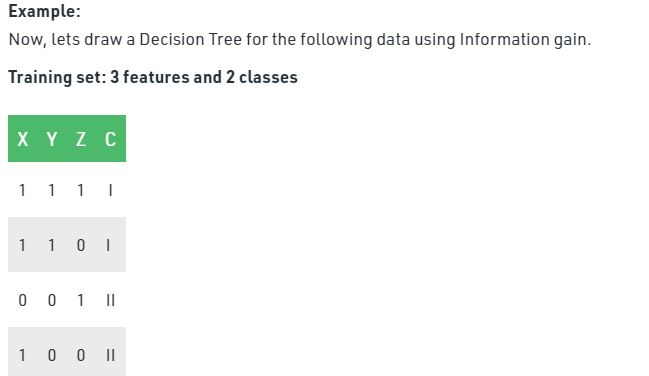 Example:
Now, lets draw a Decision Tree for the following data using Information gain.
Training set: 3 features and 2 classes
X Y Z C
1 1 1 I
1 1 0 I
0 0 1 II
1 0 0 II